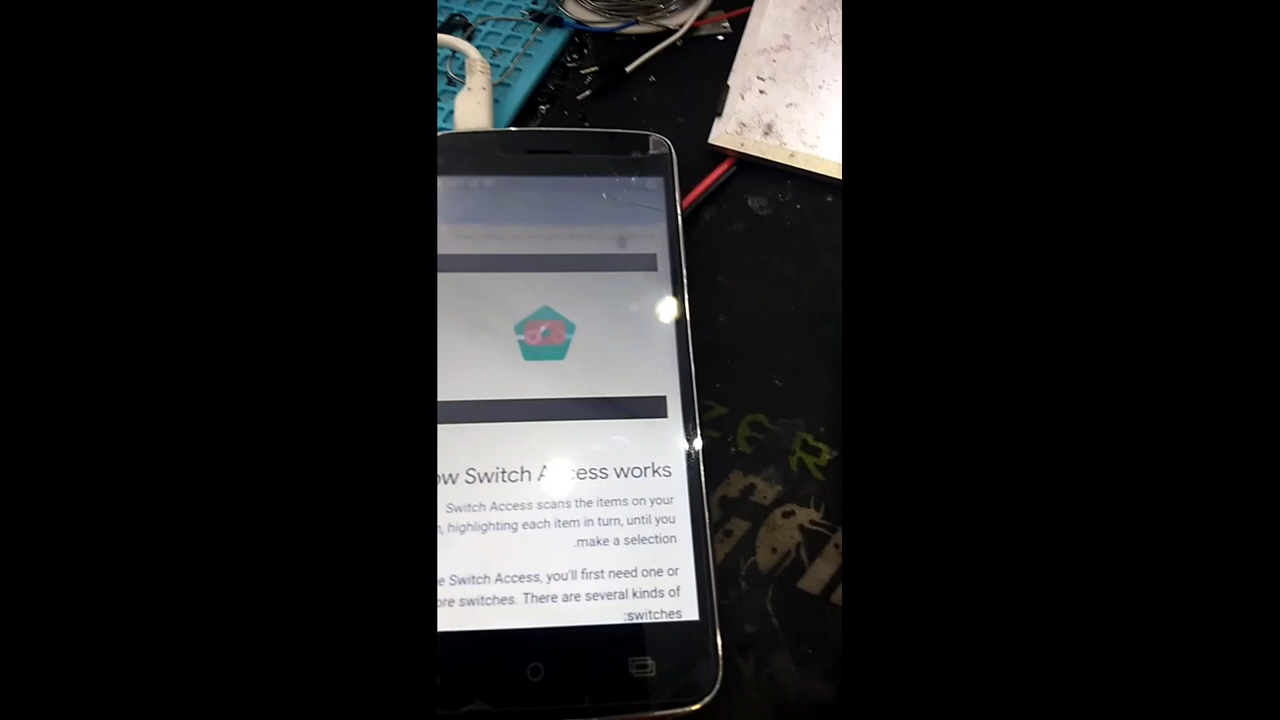 ow Switch Access works
Switch Access scans the items on your
, highlighting each item in turn, until you
.make a selection
e Switch Access, you'll first need one or
ore switches. There are several kinds of
:switches